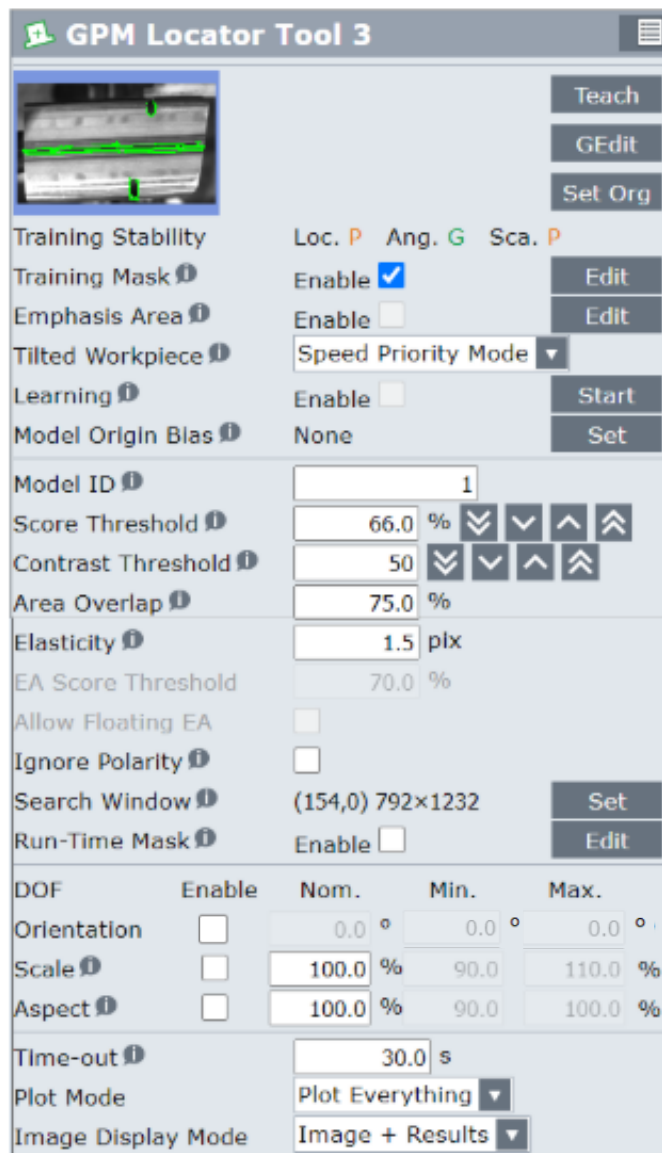 GPM Locator Tool 3
Teach
GEdit
Set Org
Training Stability Loc. P Ang. G Sca. P
Training Mask Enable Edit
Emphasis Area Enable Edit
Tilted Workpiece Speed Priority Mode
Learning Enable Start
Model Origin Bias None Set
Model ID 1
Score Threshold 66.0 %
Contrast Threshold 50
Area Overlap 75.0 %
Elasticity 1.5 pix
EA Score Threshold 70.0 %
Allow Floating EA
Ignore Polarity
Search Window (154,0) 792×1232 Set
Run-Time Mask Enable Edit
DOF Enable Nom. Min. Max.
Orientation 0.0 ° 0.0 ° 0.0 °
Scale 100.0 % 90.0 110.0 %
Aspect 100.0 % 90.0 100.0 %
Time-out 30.0 s
Plot Mode Plot Everything
Image Display Mode Image + Results